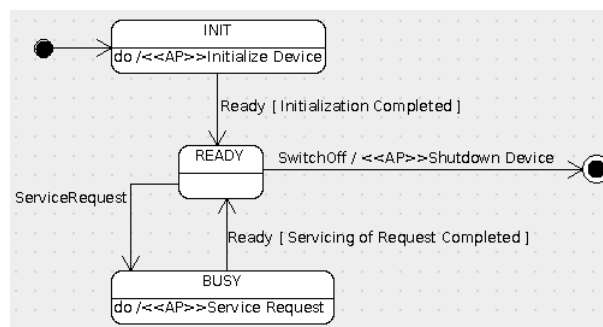 INIT
do /<<AP>>Initialize Device
Ready [ Initialization Completed ]
READY
SwitchOff / <<AP>>Shutdown Device
ServiceRequest
Ready [ Servicing of Request Completed ]
BUSY
do /<<AP>>Service Request